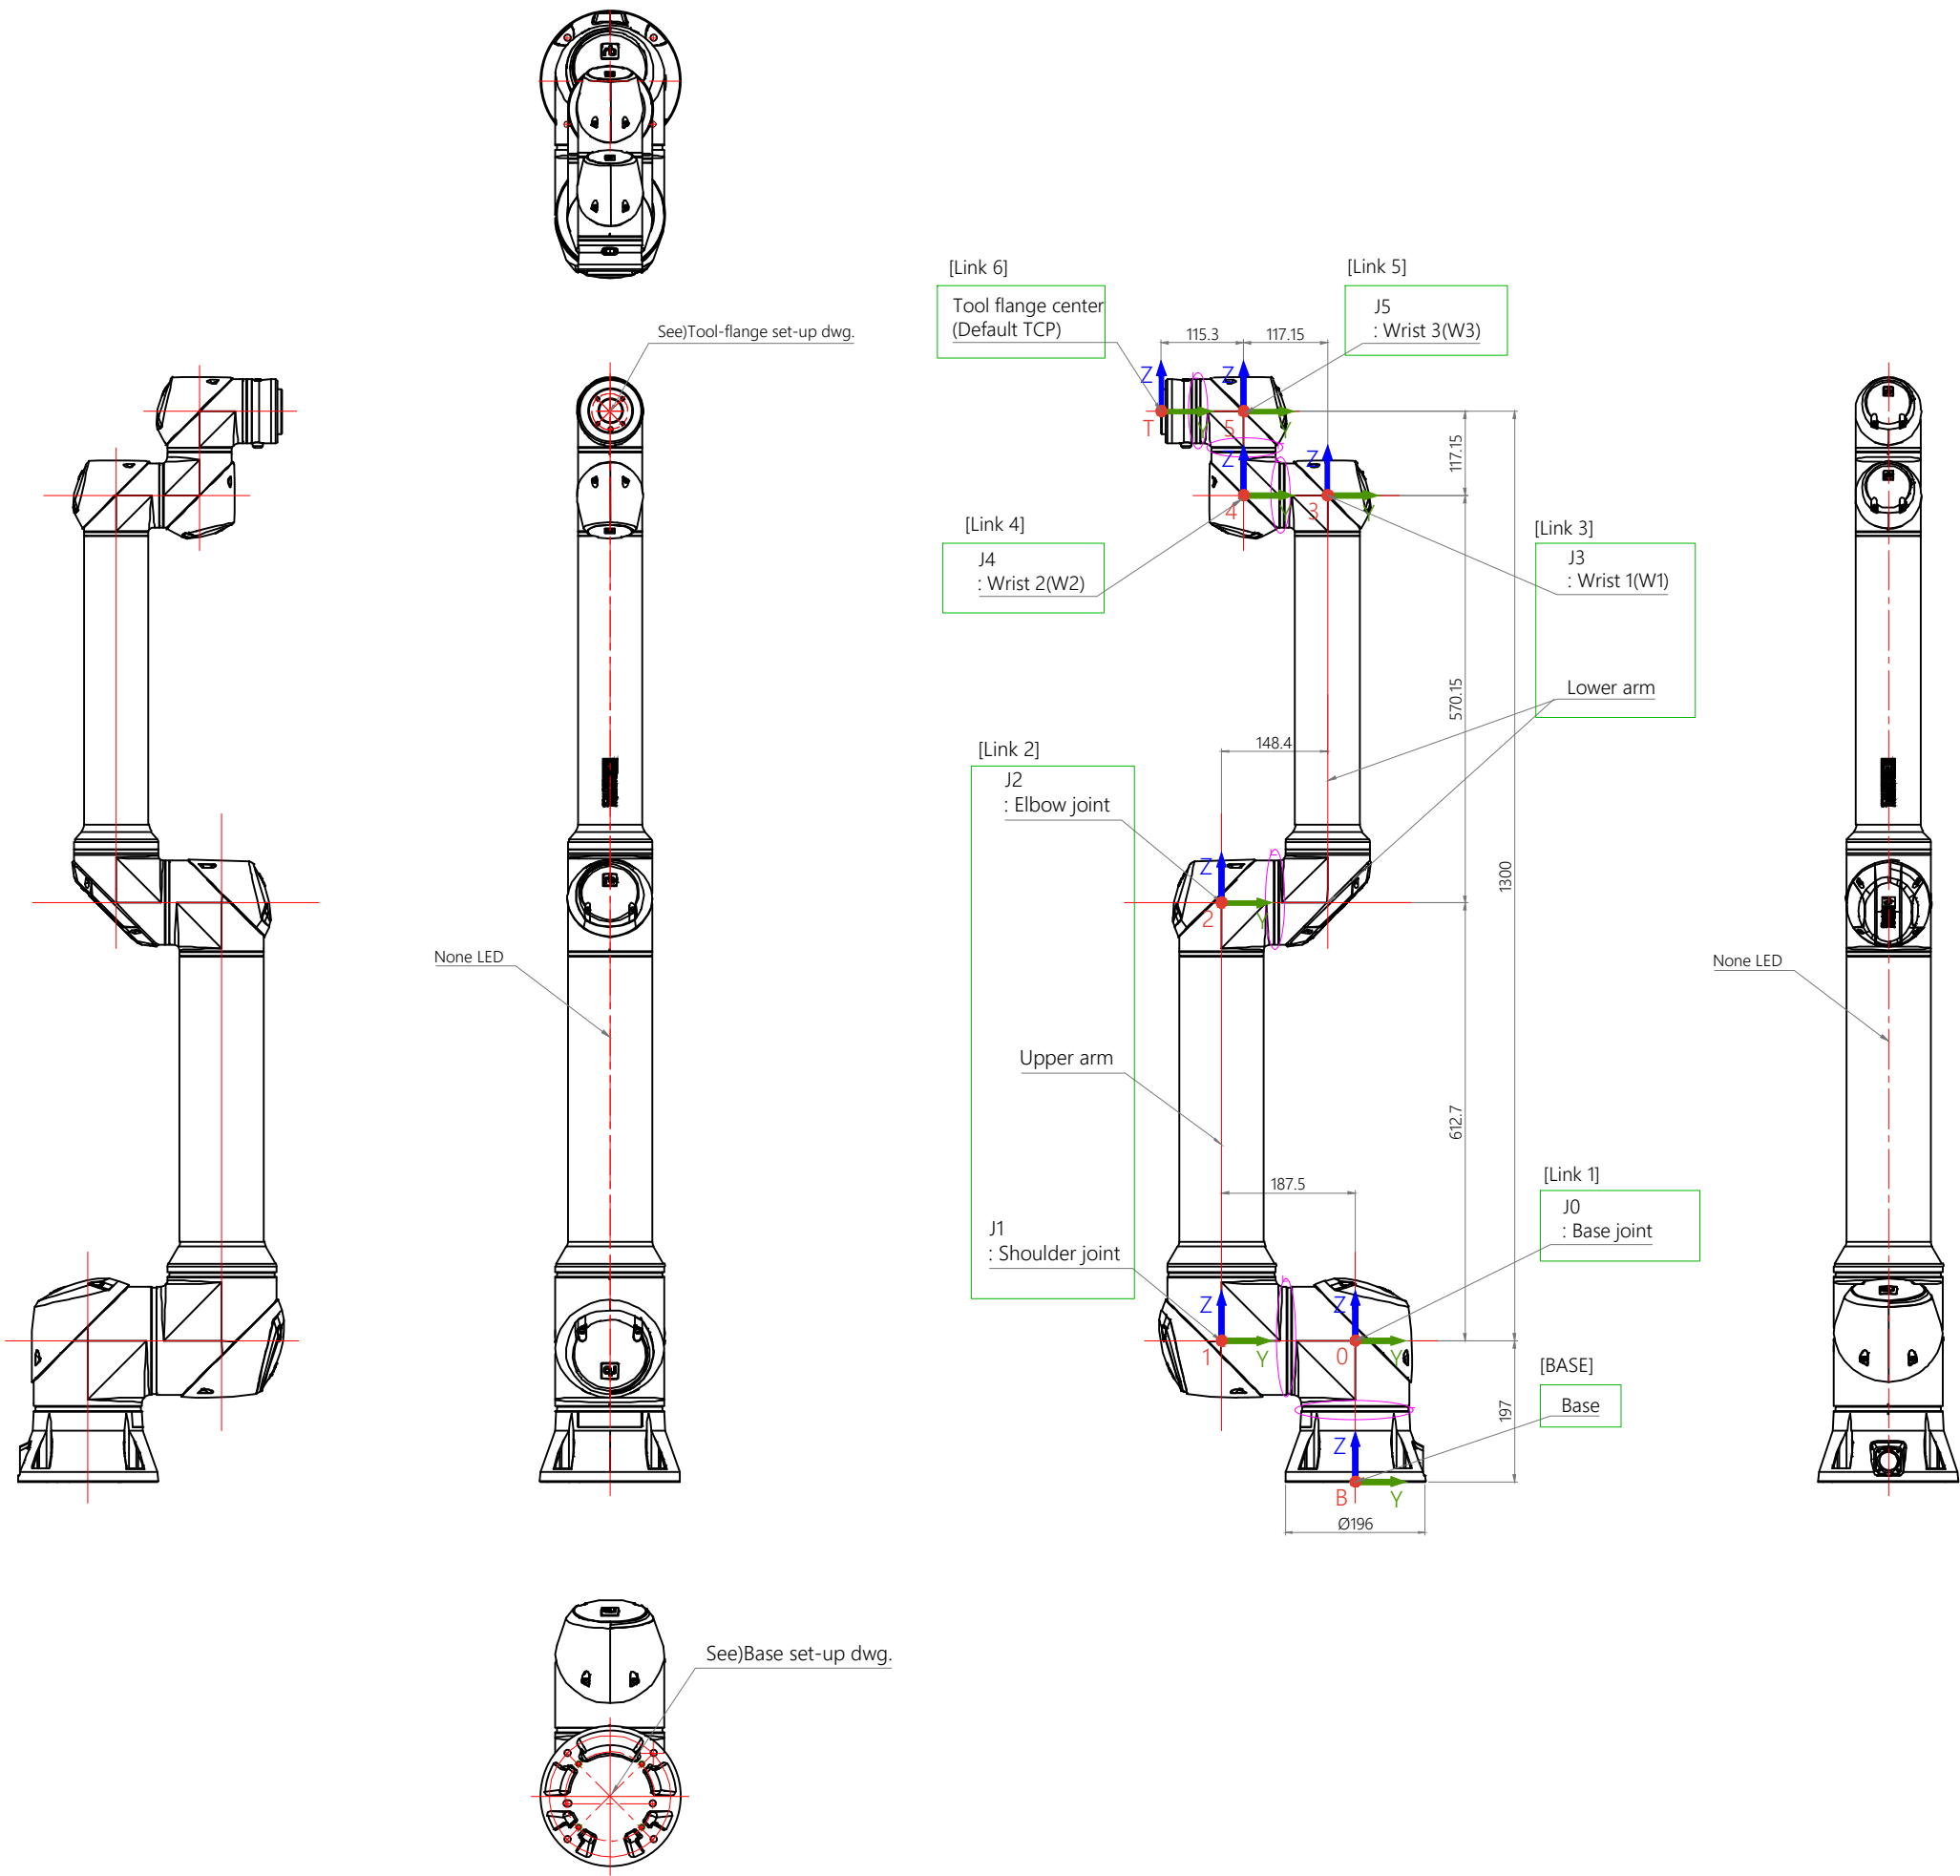 [Link 6]
Tool flange center
(Default TCP)
[Link 5]
J5
: Wrist 3(W3)
See)Tool-flange set-up dwg.
115.3
117.15
Z
Z
T
Y
5
Y
117.15
Z
Z
4
Y
3
Y
[Link 4]
J4
: Wrist 2(W2)
[Link 3]
J3
: Wrist 1(W1)
Lower arm
570.15
148.4
[Link 2]
J2
: Elbow joint
1300
Z
2
Y
None LED
None LED
Upper arm
612.7
187.5
[Link 1]
J0
: Base joint
J1
: Shoulder joint
Z
Z
1
Y
0
Y
[BASE]
Base
197
Z
B
Y
Ø196
See)Base set-up dwg.